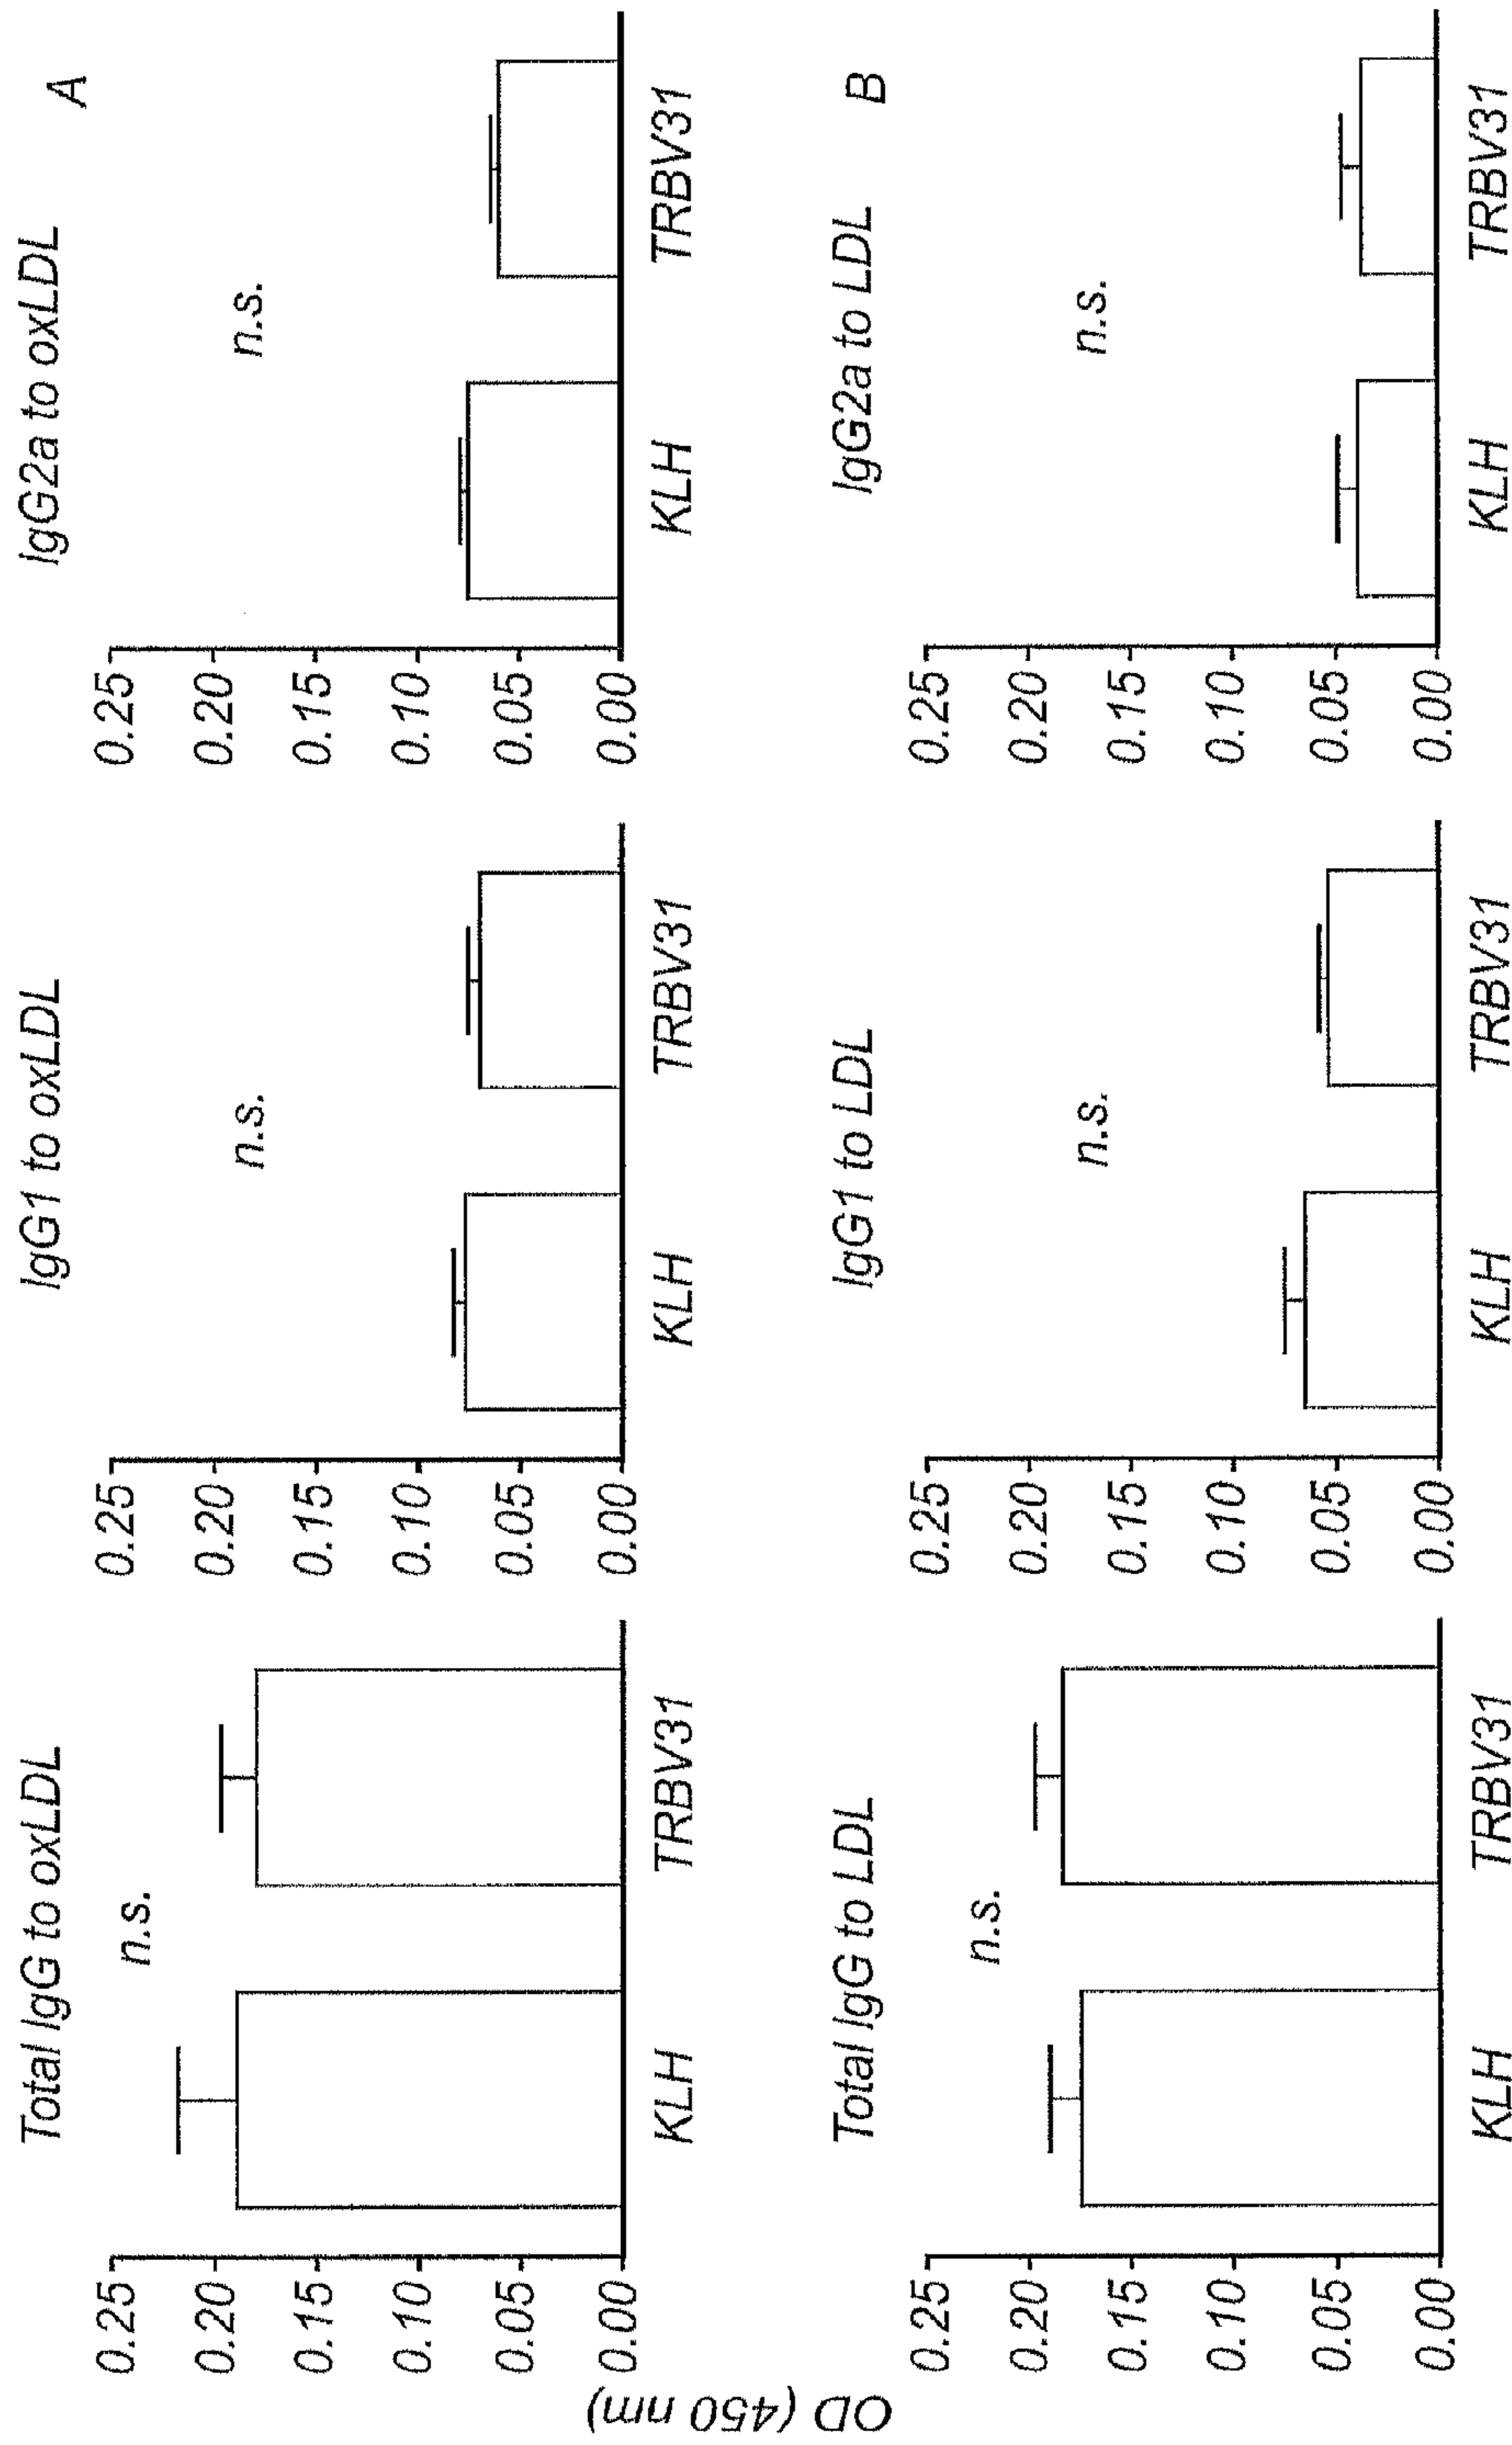 A
Total IgG to oxLDL
IgG1 to oxLDL
IgG2a to oxLDL
0.25
0.20
0.15
0.10
0.05
0.00
n.s.
KLH
TRBV31
0.25
0.20
0.15
0.10
0.05
0.00
n.s.
KLH
TRBV31
0.25
0.20
0.15
0.10
0.05
0.00
n.s.
KLH
TRBV31
OD (450 nm)
B
Total IgG to LDL
IgG1 to LDL
IgG2a to LDL
0.25
0.20
0.15
0.10
0.05
0.00
n.s.
KLH
TRBV31
0.25
0.20
0.15
0.10
0.05
0.00
n.s.
KLH
TRBV31
0.25
0.20
0.15
0.10
0.05
0.00
n.s.
KLH
TRBV31